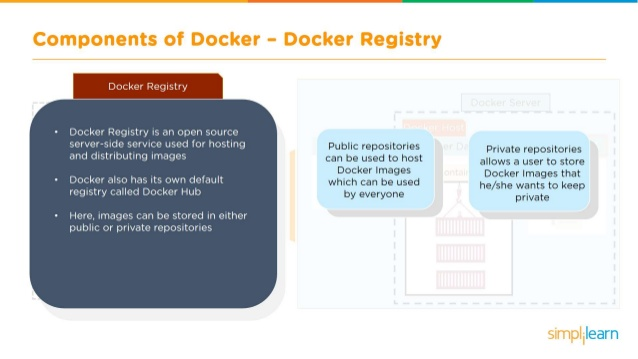 Components of Docker – Docker Registry
Docker Registry
• Docker Registry is an open source
server-side service used for hosting
and distributing images
• Docker also has its own default
registry called Docker Hub
• Here, images can be stored in either
public or private repositories
Docker Server
Public repositories
can be used to host
Docker Images
which can be used
by everyone
Private repositories
allows a user to store
Docker Images that
he/she wants to keep
private
simplilearn